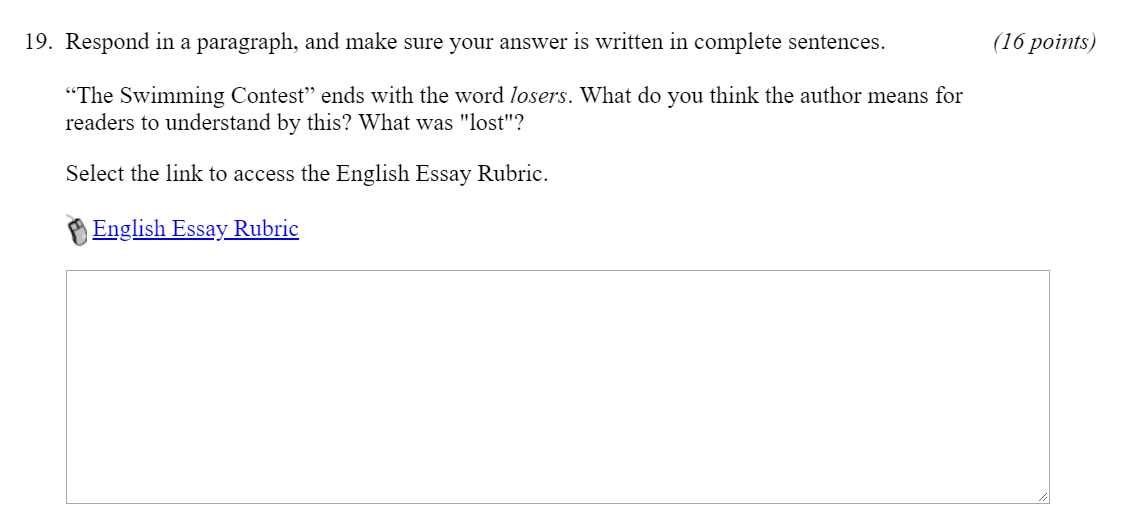 19. Respond in a paragraph, and make sure your answer is written in complete sentences. (16 points)
“The Swimming Contest” ends with the word losers. What do you think the author means for
readers to understand by this? What was "lost"?
Select the link to access the English Essay Rubric.
English Essay Rubric